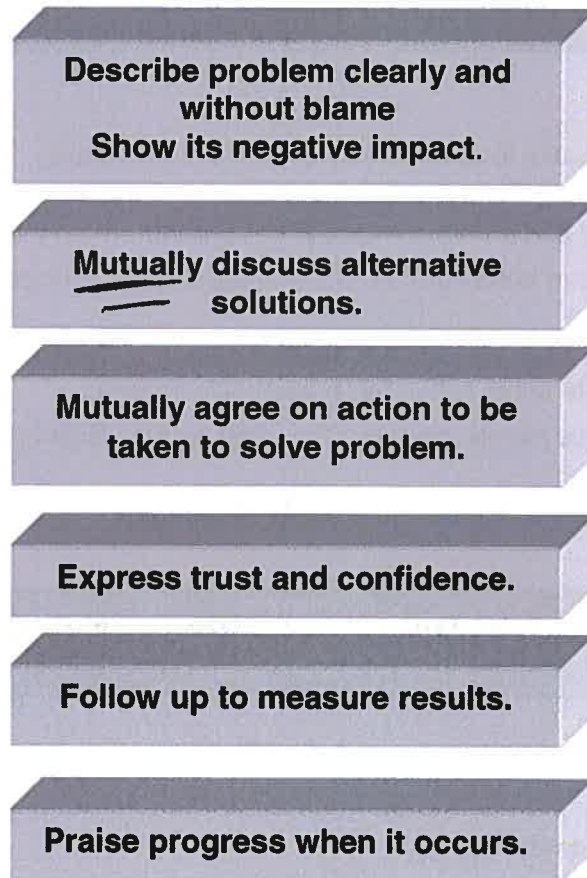 Describe problem clearly and
without blame
Show its negative impact.
Mutually discuss alternative
solutions.
Mutually agree on action to be
taken to solve problem.
Express trust and confidence.
Follow up to measure results.
Praise progress when it occurs.